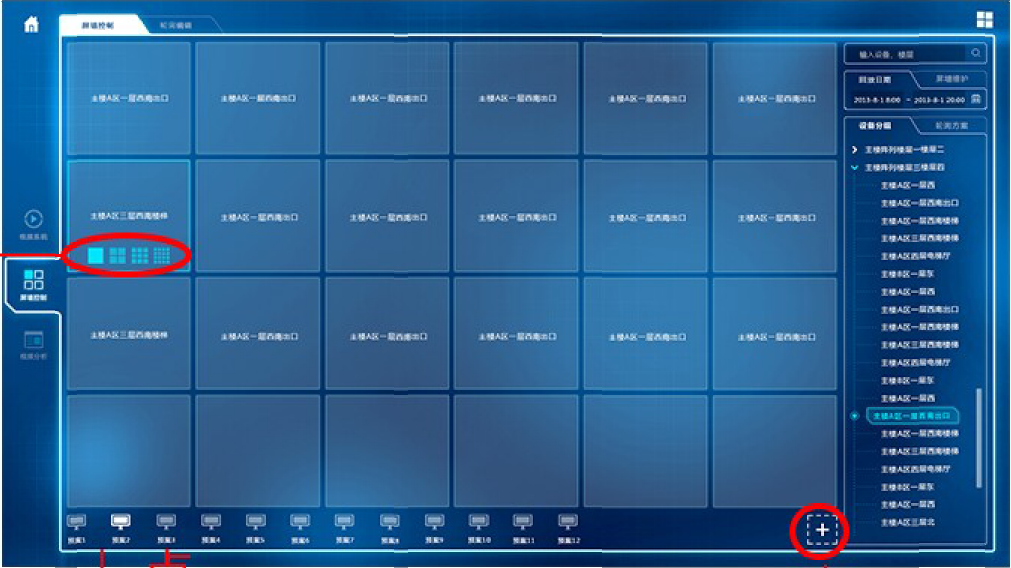 屏墙控制 轮询编辑
主楼A区一层西南出口 主楼A区一层西南出口 主楼A区一层西南出口 主楼A区一层西南出口 主楼A区一层西南出口 主楼A区一层西南出口
主楼A区三层西南楼梯 主楼A区一层西南出口 主楼A区一层西南出口 主楼A区一层西南出口 主楼A区一层西南出口 主楼A区一层西南出口
主楼A区三层西南楼梯 主楼A区一层西南出口 主楼A区一层西南出口 主楼A区一层西南出口 主楼A区一层西南出口 主楼A区一层西南出口
预案1 预案2 预案3 预案4 预案5 预案6 预案7 预案8 预案9 预案10 预案11 预案12
屏墙控制
视频分析
输入设备，楼层
回放日期 屏墙维护
2013-8-1 8:00 - 2013-8-1 20:00
设备分组 轮询方案
主楼阵列楼层一楼层二
主楼阵列楼层三楼层四
主楼A区一层西
主楼A区一层西南出口
主楼A区一层西南楼梯
主楼A区三层西南楼梯
主楼A区四层电梯厅
主楼B区一层东
主楼A区一层西
主楼A区一层西南出口
主楼A区一层西南楼梯
主楼A区三层西南楼梯
主楼A区四层电梯厅
主楼B区一层东
主楼A区一层西
主楼A区一层西南出口
主楼A区一层西南楼梯
主楼A区三层西南楼梯
主楼A区四层电梯厅
主楼B区一层东
主楼A区一层西
主楼A区三层北